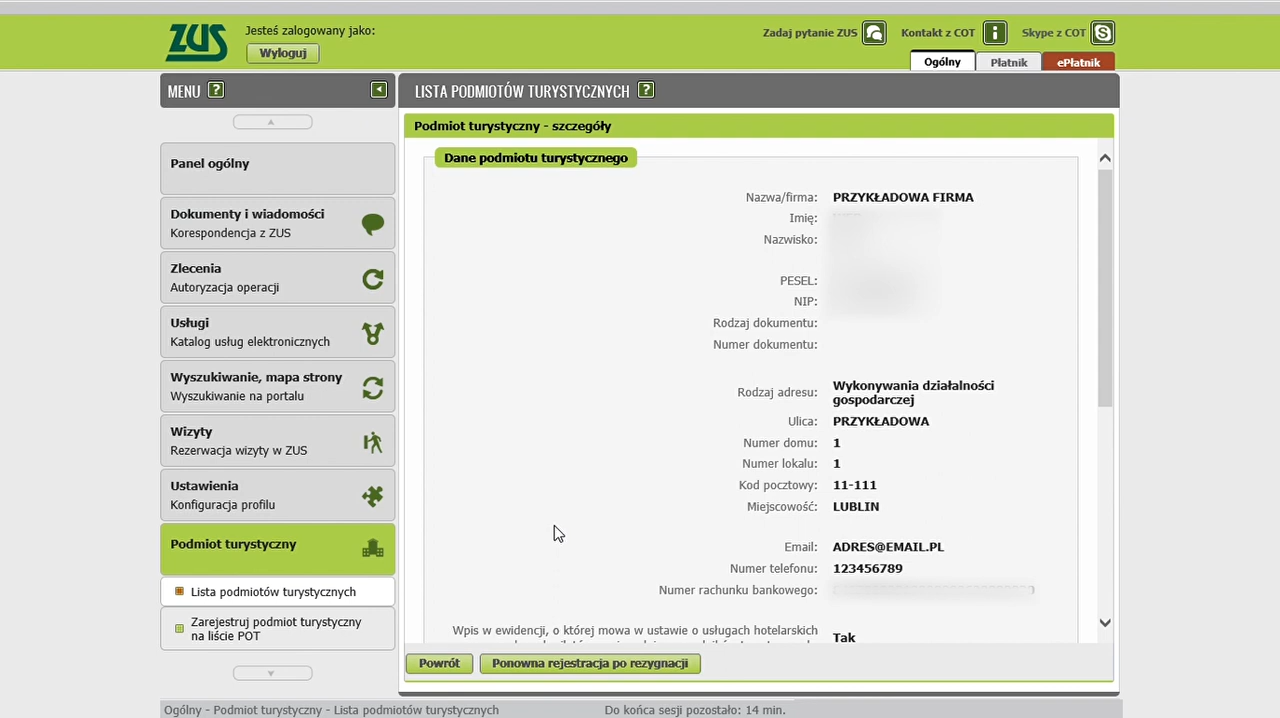 ZUS
Jesteś zalogowany jako:
Wyloguj
Zadaj pytanie ZUS
Kontakt z COT
Skype z COT
Ogólny
Płatnik
ePłatnik
MENU ?
LISTA PODMIOTÓW TURYSTYCZNYCH ?
Panel ogólny
Dokumenty i wiadomości
Korespondencja z ZUS
Zlecenia
Autoryzacja operacji
Usługi
Katalog usług elektronicznych
Wyszukiwanie, mapa strony
Wyszukiwanie na portalu
Wizyty
Rezerwacja wizyty w ZUS
Ustawienia
Konfiguracja profilu
Podmiot turystyczny
Lista podmiotów turystycznych
Zarejestruj podmiot turystyczny
na liście POT
Podmiot turystyczny - szczegóły
Dane podmiotu turystycznego
Nazwa/firma: PRZYKŁADOWA FIRMA
Imię:
Nazwisko:
PESEL:
NIP:
Rodzaj dokumentu:
Numer dokumentu:
Rodzaj adresu: Wykonywania działalności
gospodarczej
Ulica: PRZYKŁADOWA
Numer domu: 1
Numer lokalu: 1
Kod pocztowy: 11-111
Miejscowość: LUBLIN
Email: ADRES@EMAIL.PL
Numer telefonu: 123456789
Numer rachunku bankowego:
Wpis w ewidencji, o której mowa w ustawie o usługach hotelarskich
Tak
Powrót
Ponowna rejestracja po rezygnacji
Ogólny - Podmiot turystyczny - Lista podmiotów turystycznych
Do końca sesji pozostało: 14 min.